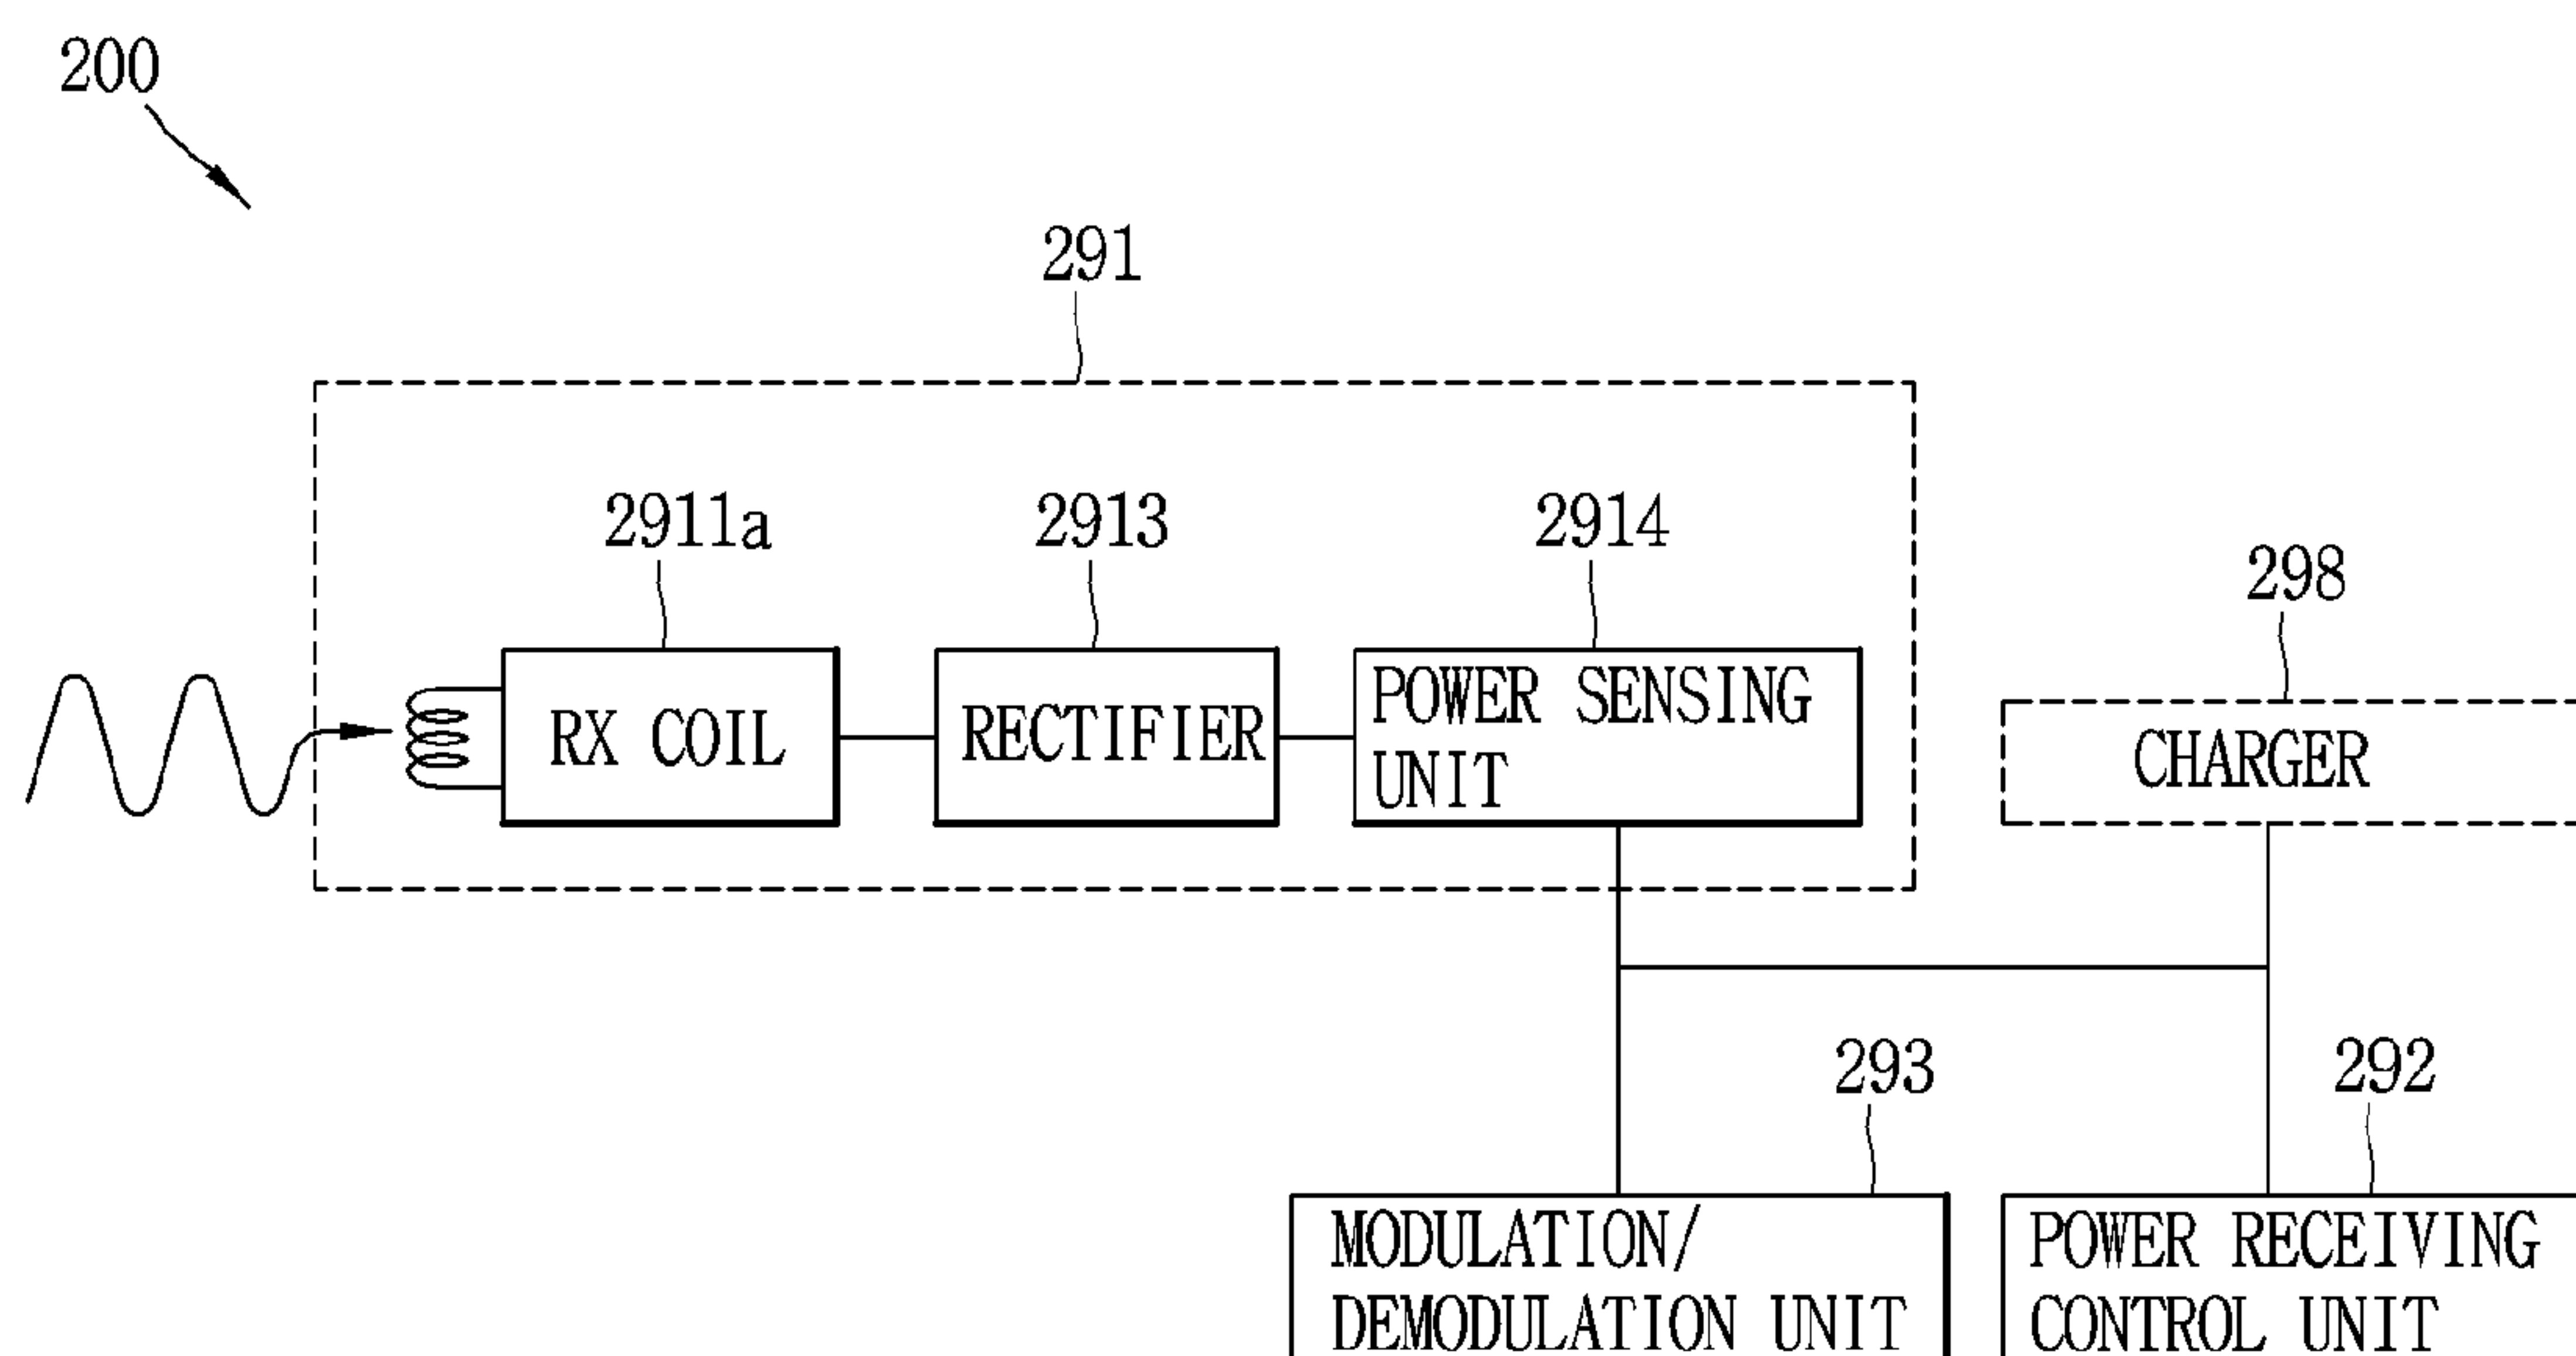 200
291
2911a
2913
2914
298
RX COIL
RECTIFIER
POWER SENSING
UNIT
CHARGER
293
292
MODULATION/
DEMODULATION UNIT
POWER RECEIVING
CONTROL UNIT